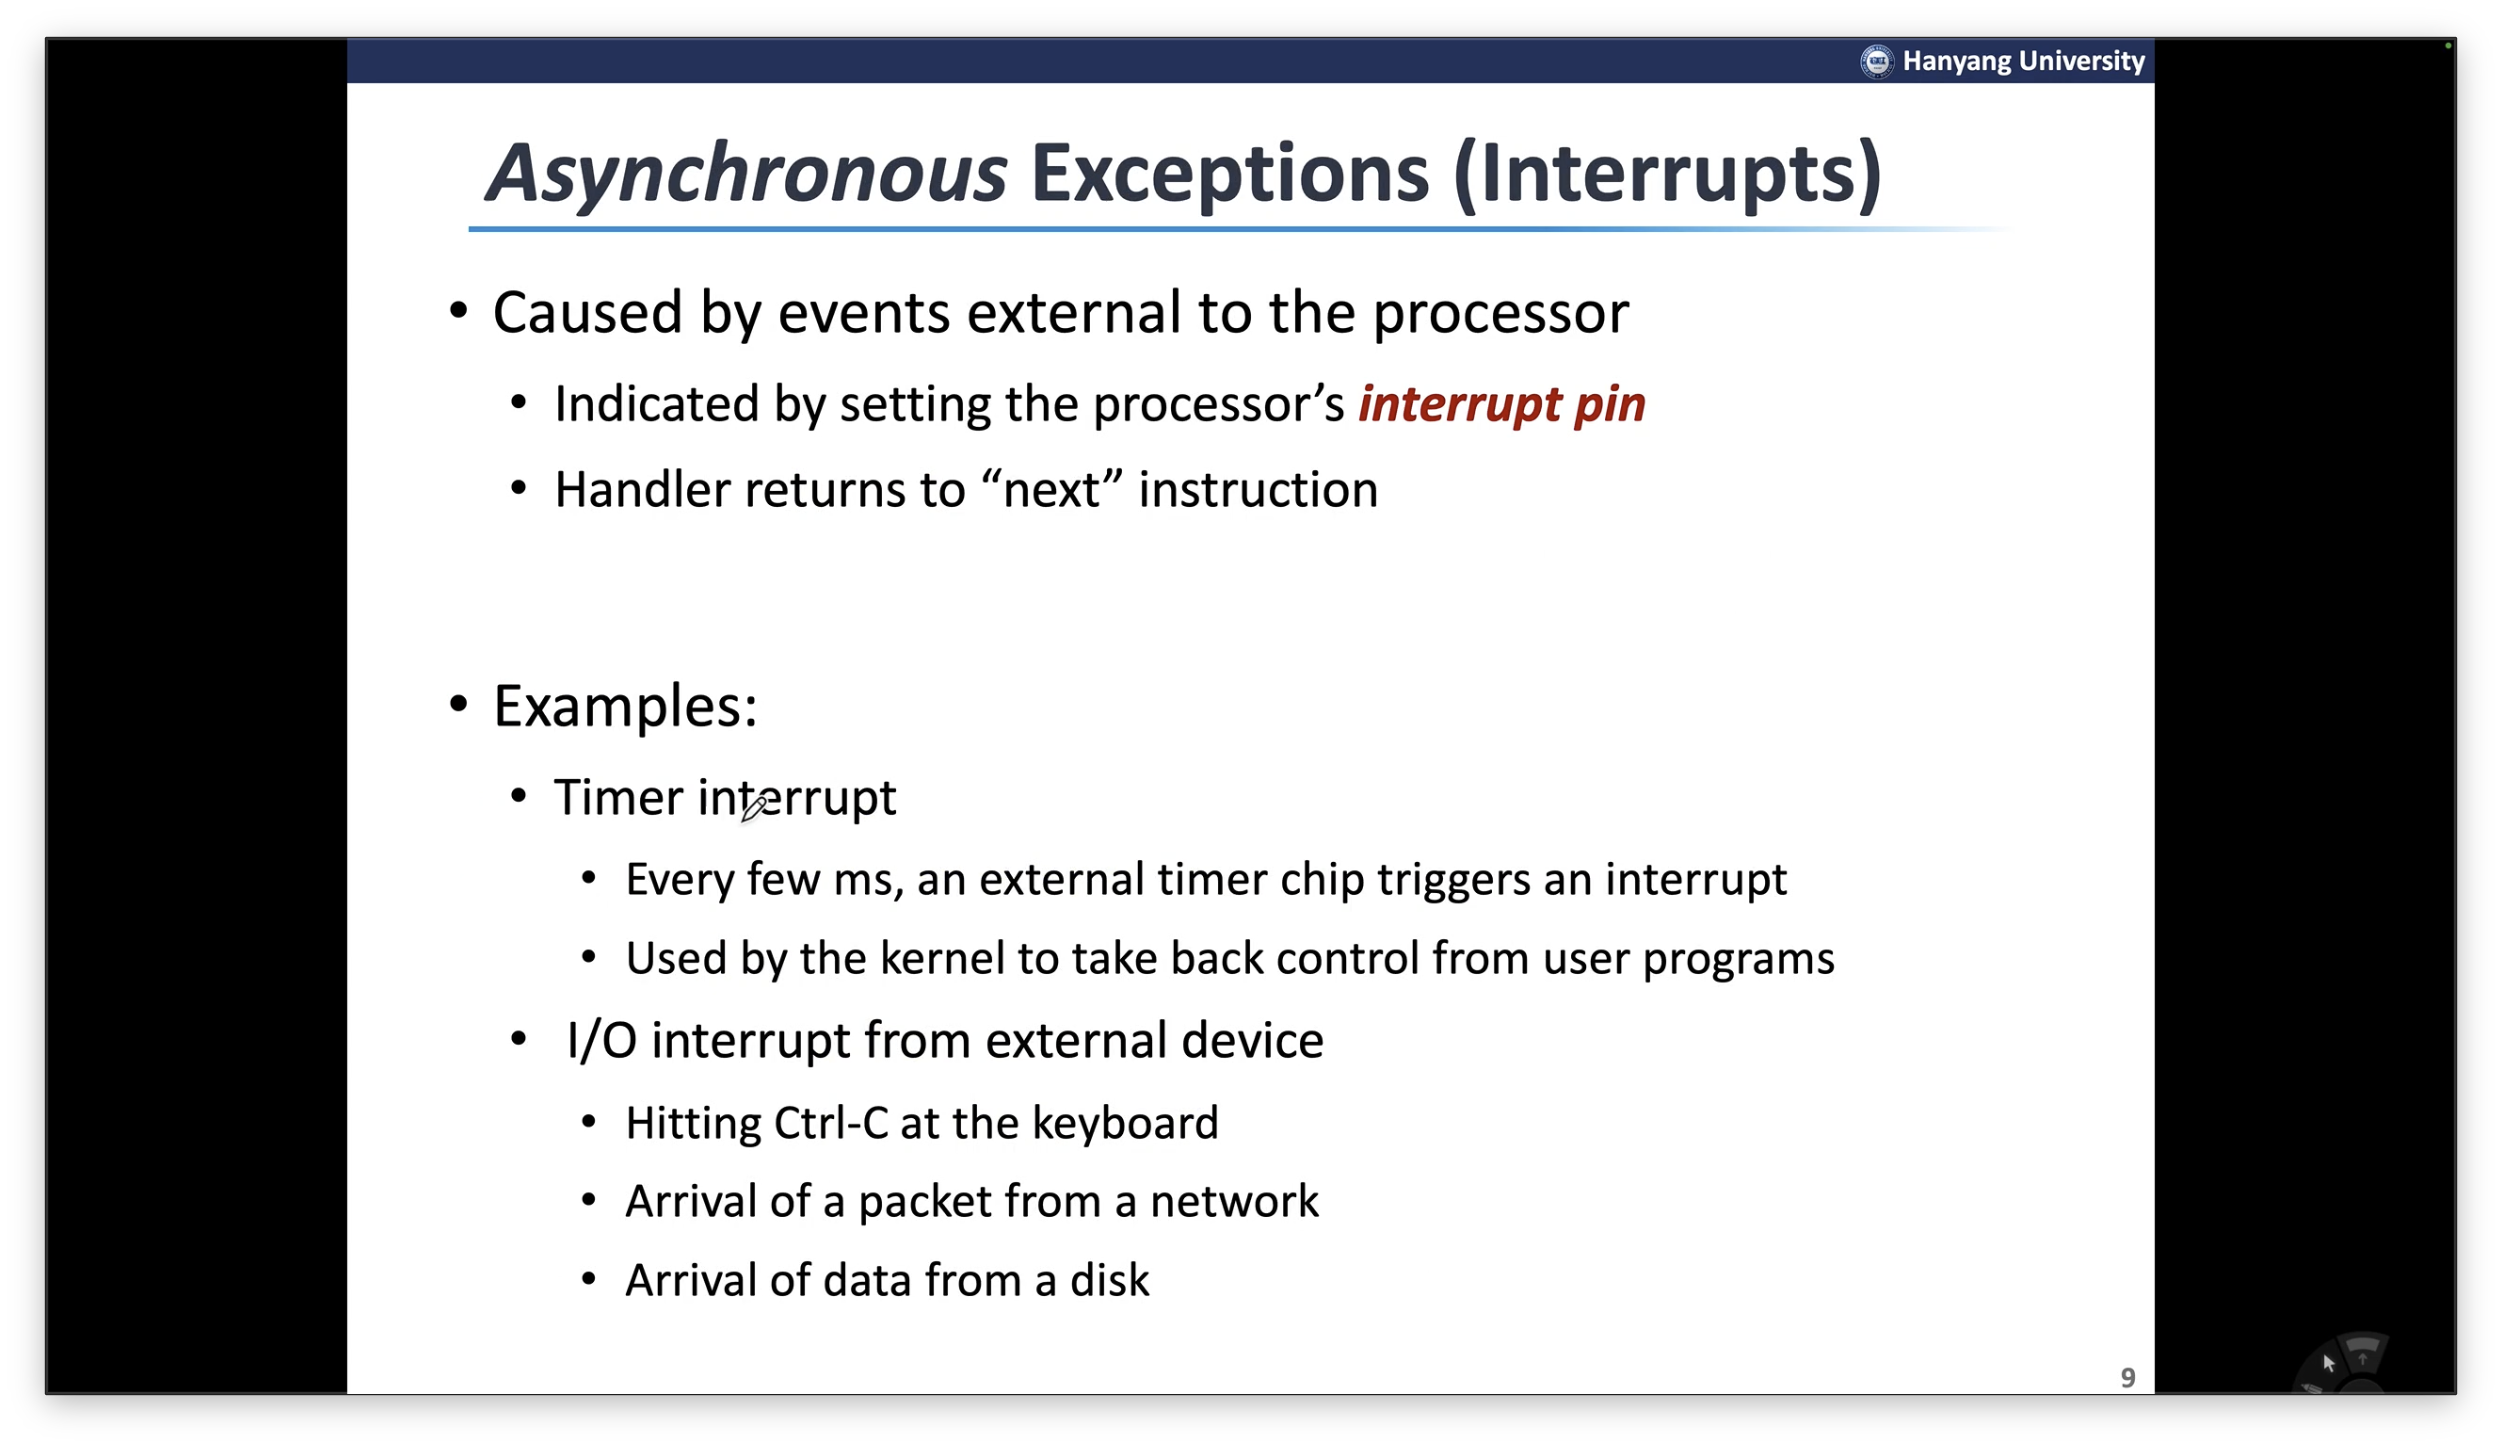 Hanyang University
Asynchronous Exceptions (Interrupts)
• Caused by events external to the processor
• Indicated by setting the processor’s interrupt pin
• Handler returns to “next” instruction
• Examples:
• Timer interrupt
• Every few ms, an external timer chip triggers an interrupt
• Used by the kernel to take back control from user programs
• I/O interrupt from external device
• Hitting Ctrl-C at the keyboard
• Arrival of a packet from a network
• Arrival of data from a disk
9